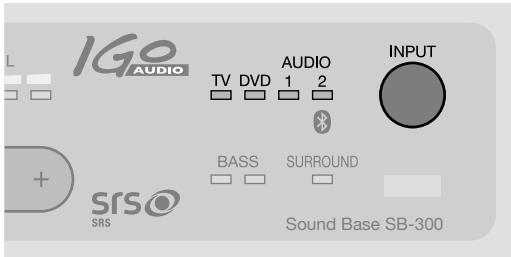 L
IGO
AUDIO
AUDIO
INPUT
TV DVD 1 2
BASS SURROUND
+
SRS
SRS
Sound Base SB-300